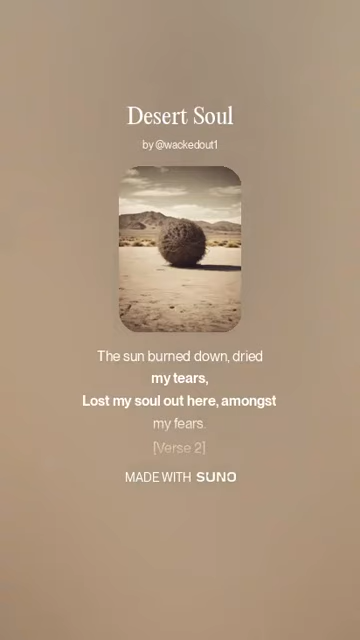 Desert Soul
by @wackedout1
The sun burned down, dried
my tears,
Lost my soul out here, amongst
my fears.
[Verse 2]
MADE WITH SUNO